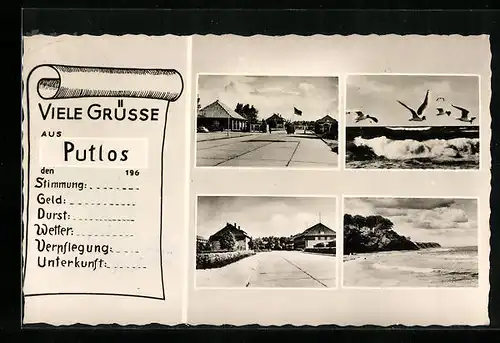 VIELE GRÜSSE
AUS
Putlos
den 196
Stimmung:
Geld:
Durst:
Wetter:
Verpflegung:
Unterkunft: